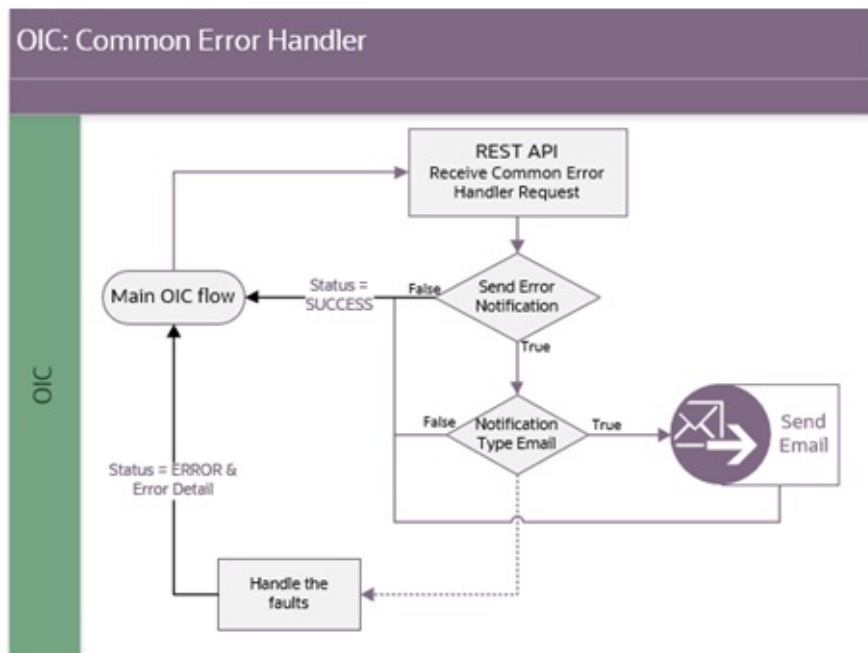 OIC: Common Error Handler
OIC
REST API
Receive Common Error
Handler Request
Main OIC flow
Status =
SUCCESS
False
Send Error
Notification
True
False
Notification
Type Email
True
Send
Email
Status = ERROR &
Error Detail
Handle the
faults